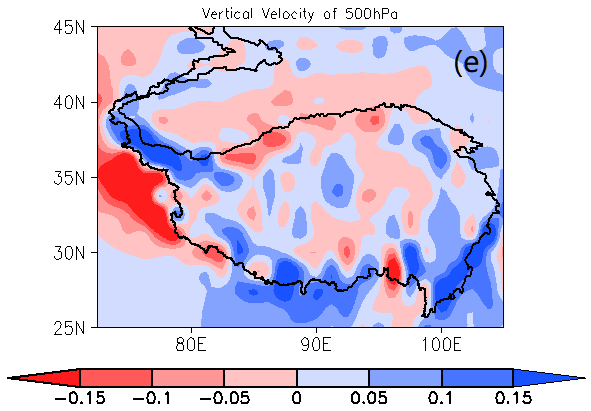 Vertical Velocity of 500hPa
45N
(e)
40N
35N
30N
25N
80E 90E 100E
-0.15 -0.1 -0.05 0 0.05 0.1 0.15